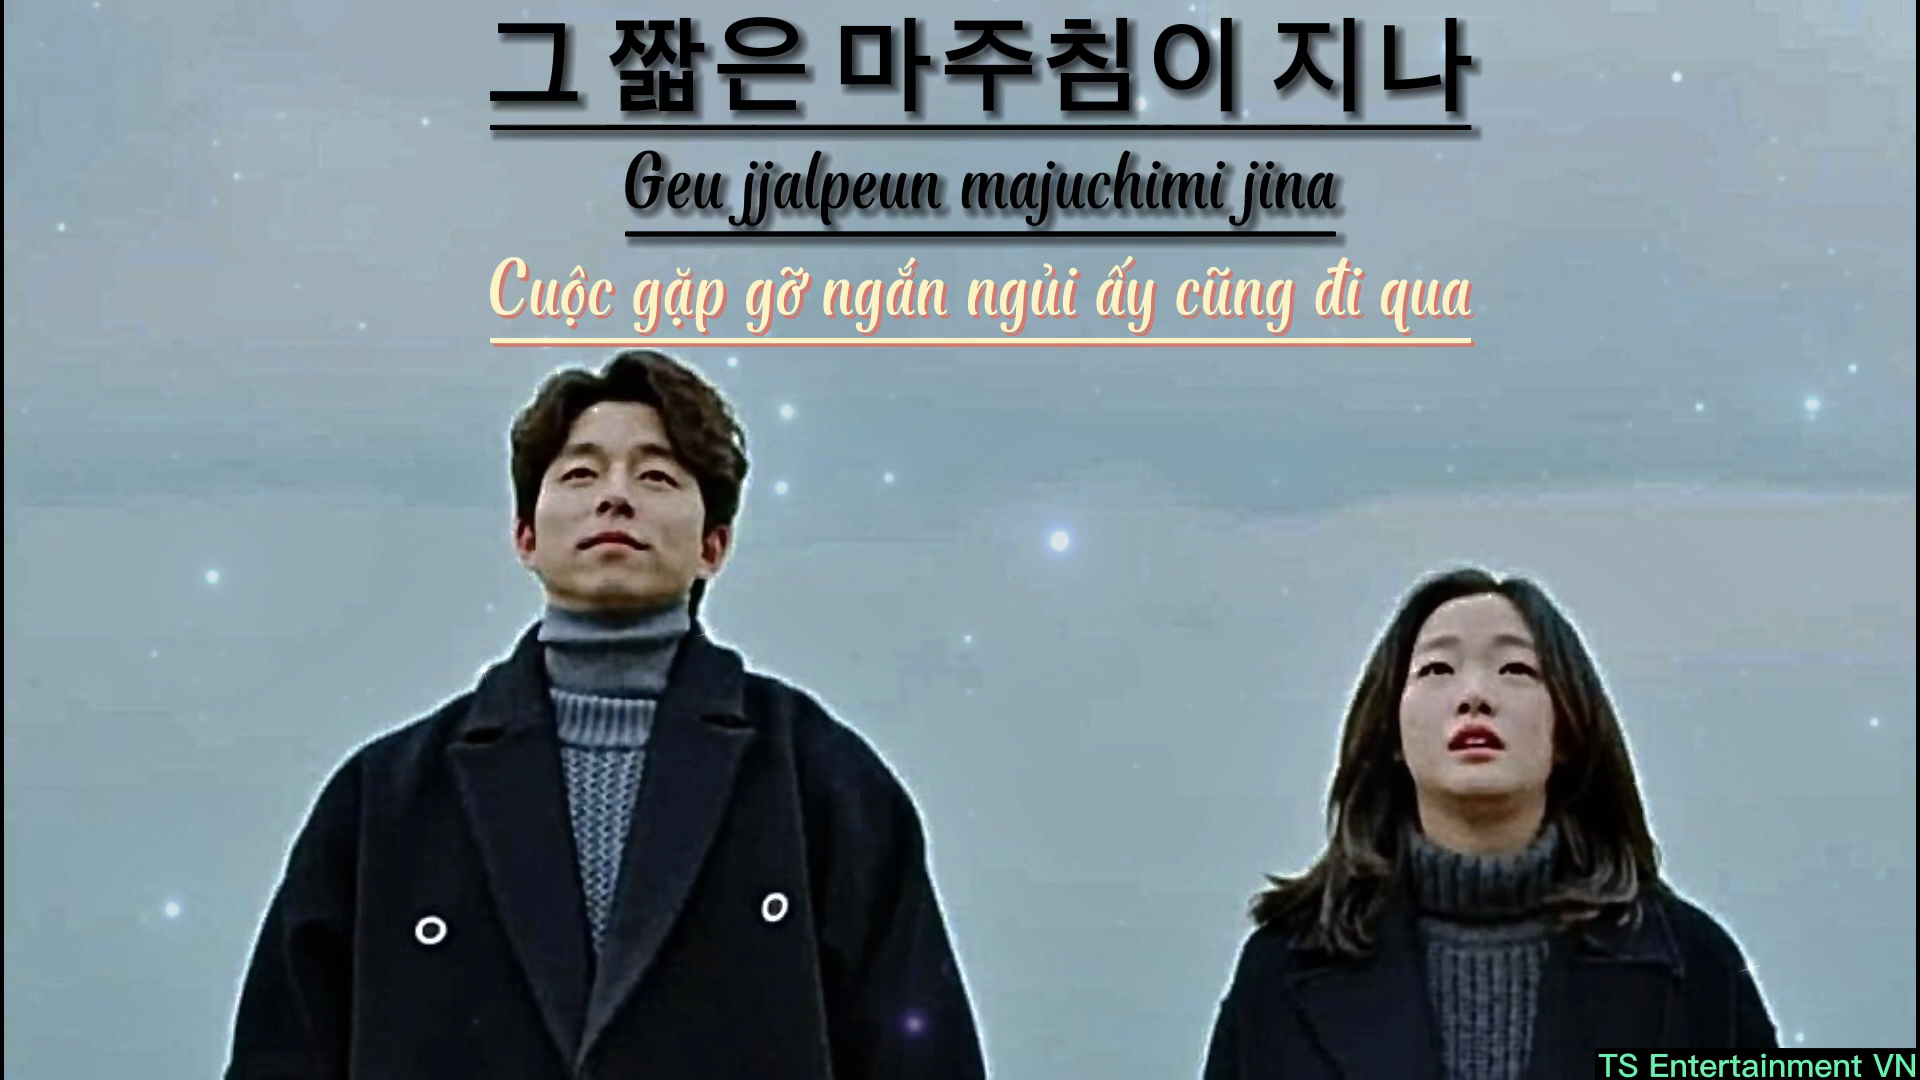 그 짧은 마주침이 지나
Geu jjalpeun majuchimi jina
Cuộc gặp gỡ ngắn ngủi ấy cũng đi qua
TS Entertainment VN